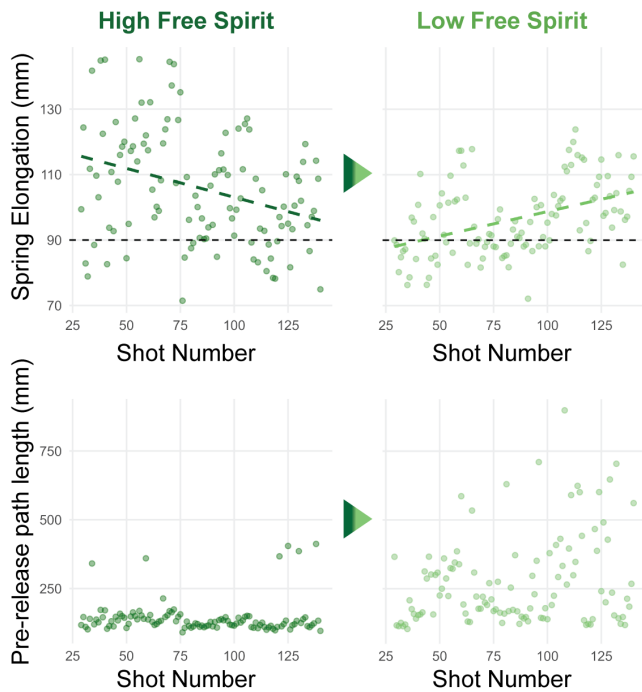 High Free Spirit
Low Free Spirit
Spring Elongation (mm)
130
110
90
70
25 50 75 100 125
25 50 75 100 125
Shot Number
Shot Number
Pre-release path length (mm)
750
500
250
25 50 75 100 125
25 50 75 100 125
Shot Number
Shot Number